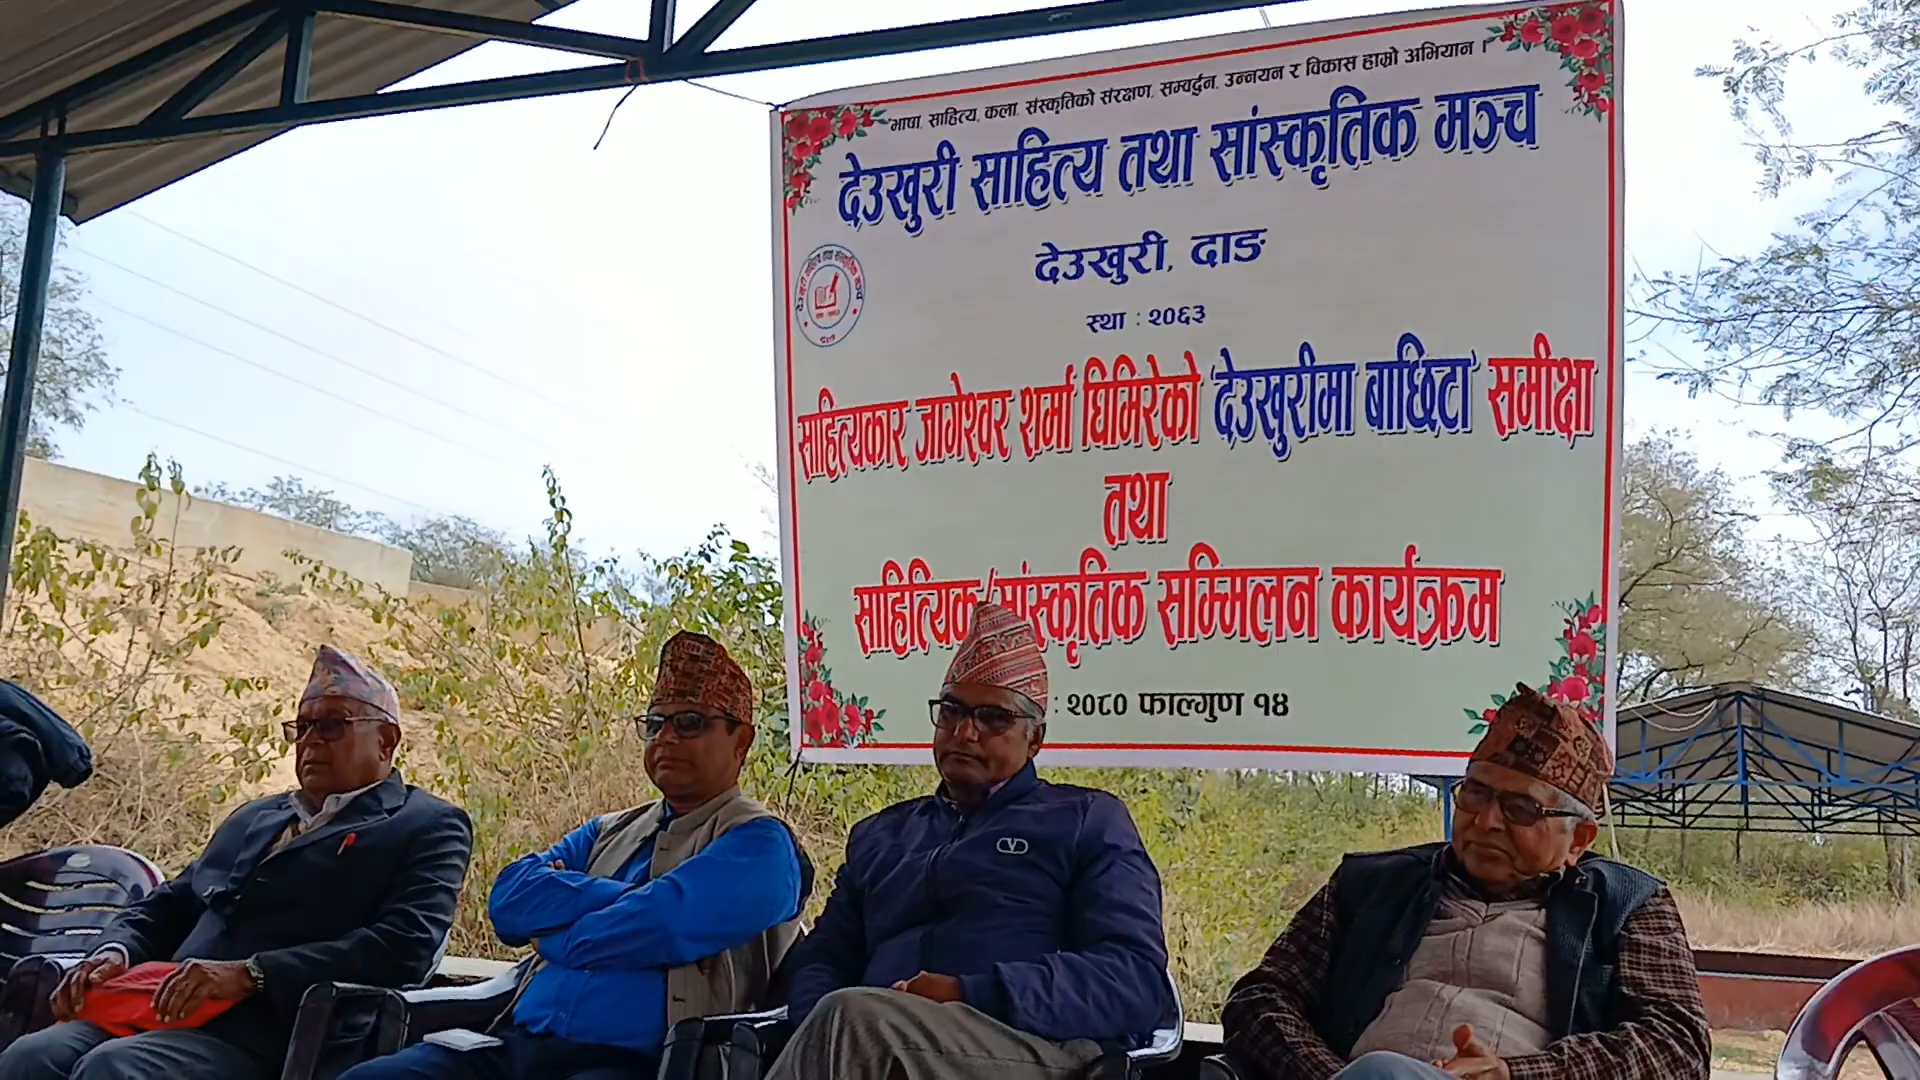 "भाषा, साहित्य, कला, संस्कृतिको संरक्षण, सम्वर्द्धन, उन्नयन र विकास हाम्रो अभियान ।
देउखुरी साहित्य तथा सांस्कृतिक मञ्च
देउखुरी, दाङ
स्था : २०६३
साहित्यकार जागेश्वर शर्मा घिमिरेको 'देउखुरीमा बाछिटा' समीक्षा
तथा
साहित्यिक/सांस्कृतिक सम्मिलन कार्यक्रम
: २०८० फाल्गुण १४